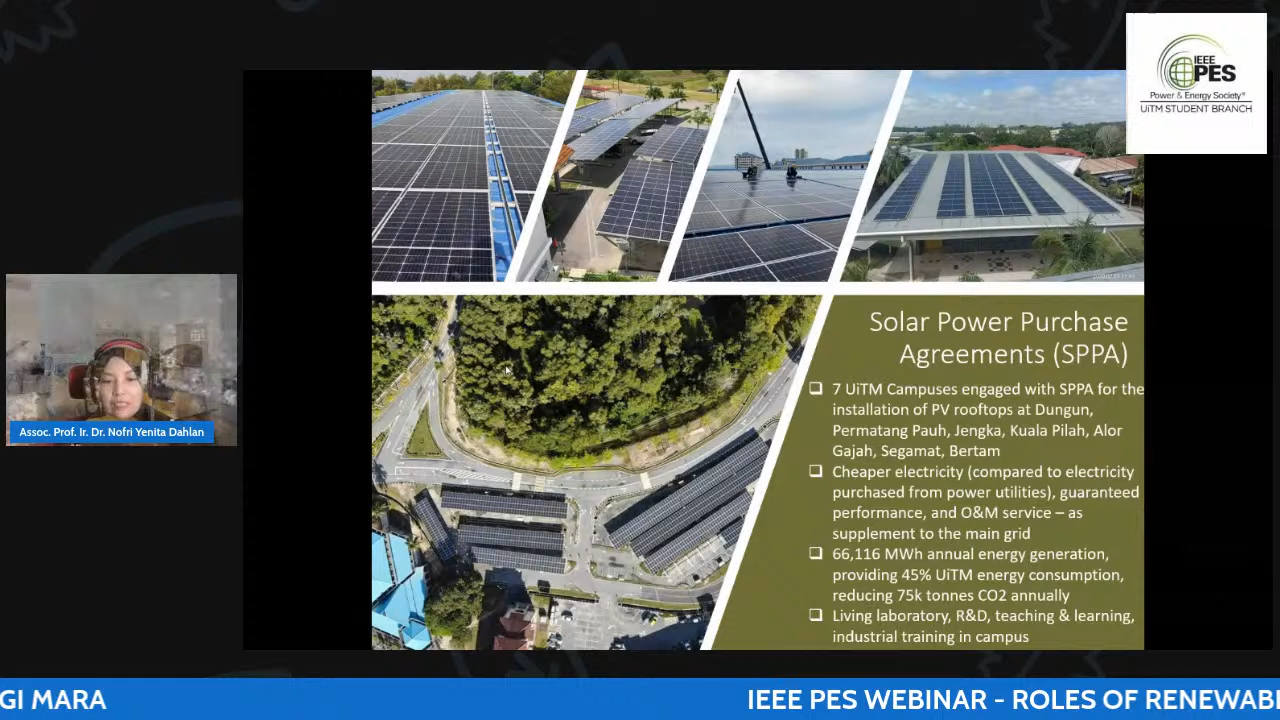 IEEE
PES
Power & Energy Society®
UiTM STUDENT BRANCH
Solar Power Purchase
Agreements (SPPA)
❑ 7 UiTM Campuses engaged with SPPA for the
installation of PV rooftops at Dungun,
Permatang Pauh, Jengka, Kuala Pilah, Alor
Gajah, Segamat, Bertam
❑ Cheaper electricity (compared to electricity
purchased from power utilities), guaranteed
performance, and O&M service – as
supplement to the main grid
❑ 66,116 MWh annual energy generation,
providing 45% UiTM energy consumption,
reducing 75k tonnes CO2 annually
❑ Living laboratory, R&D, teaching & learning,
industrial training in campus
Assoc. Prof. Ir. Dr. Nofri Yenita Dahlan
GI MARA
IEEE PES WEBINAR - ROLES OF RENEWAB